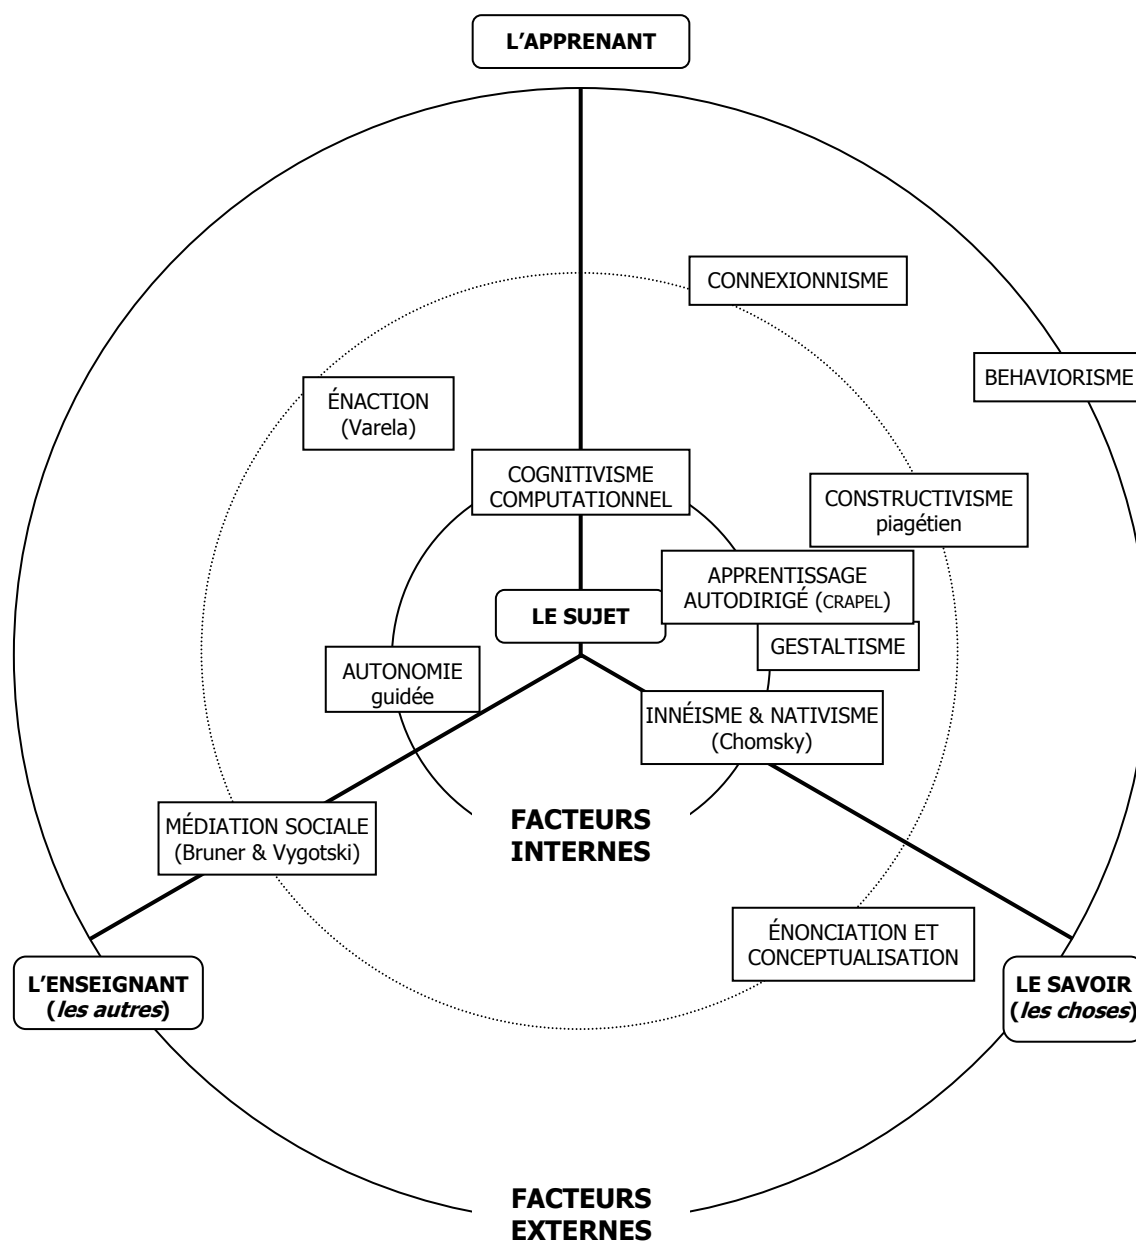 L’APPRENANT
CONNEXIONNISME
BEHAVIORISME
ÉNACTION
(Varela)
COGNITIVISME
COMPUTATIONNEL
CONSTRUCTIVISME
piagétien
APPRENTISSAGE
AUTODIRIGÉ (CRAPEL)
LE SUJET
GESTALTISME
AUTONOMIE
guidée
INNÉISME & NATIVISME
(Chomsky)
MÉDIATION SOCIALE
(Bruner & Vygotski)
FACTEURS
INTERNES
ÉNONCIATION ET
CONCEPTUALISATION
L’ENSEIGNANT
(les autres)
LE SAVOIR
(les choses)
FACTEURS
EXTERNES